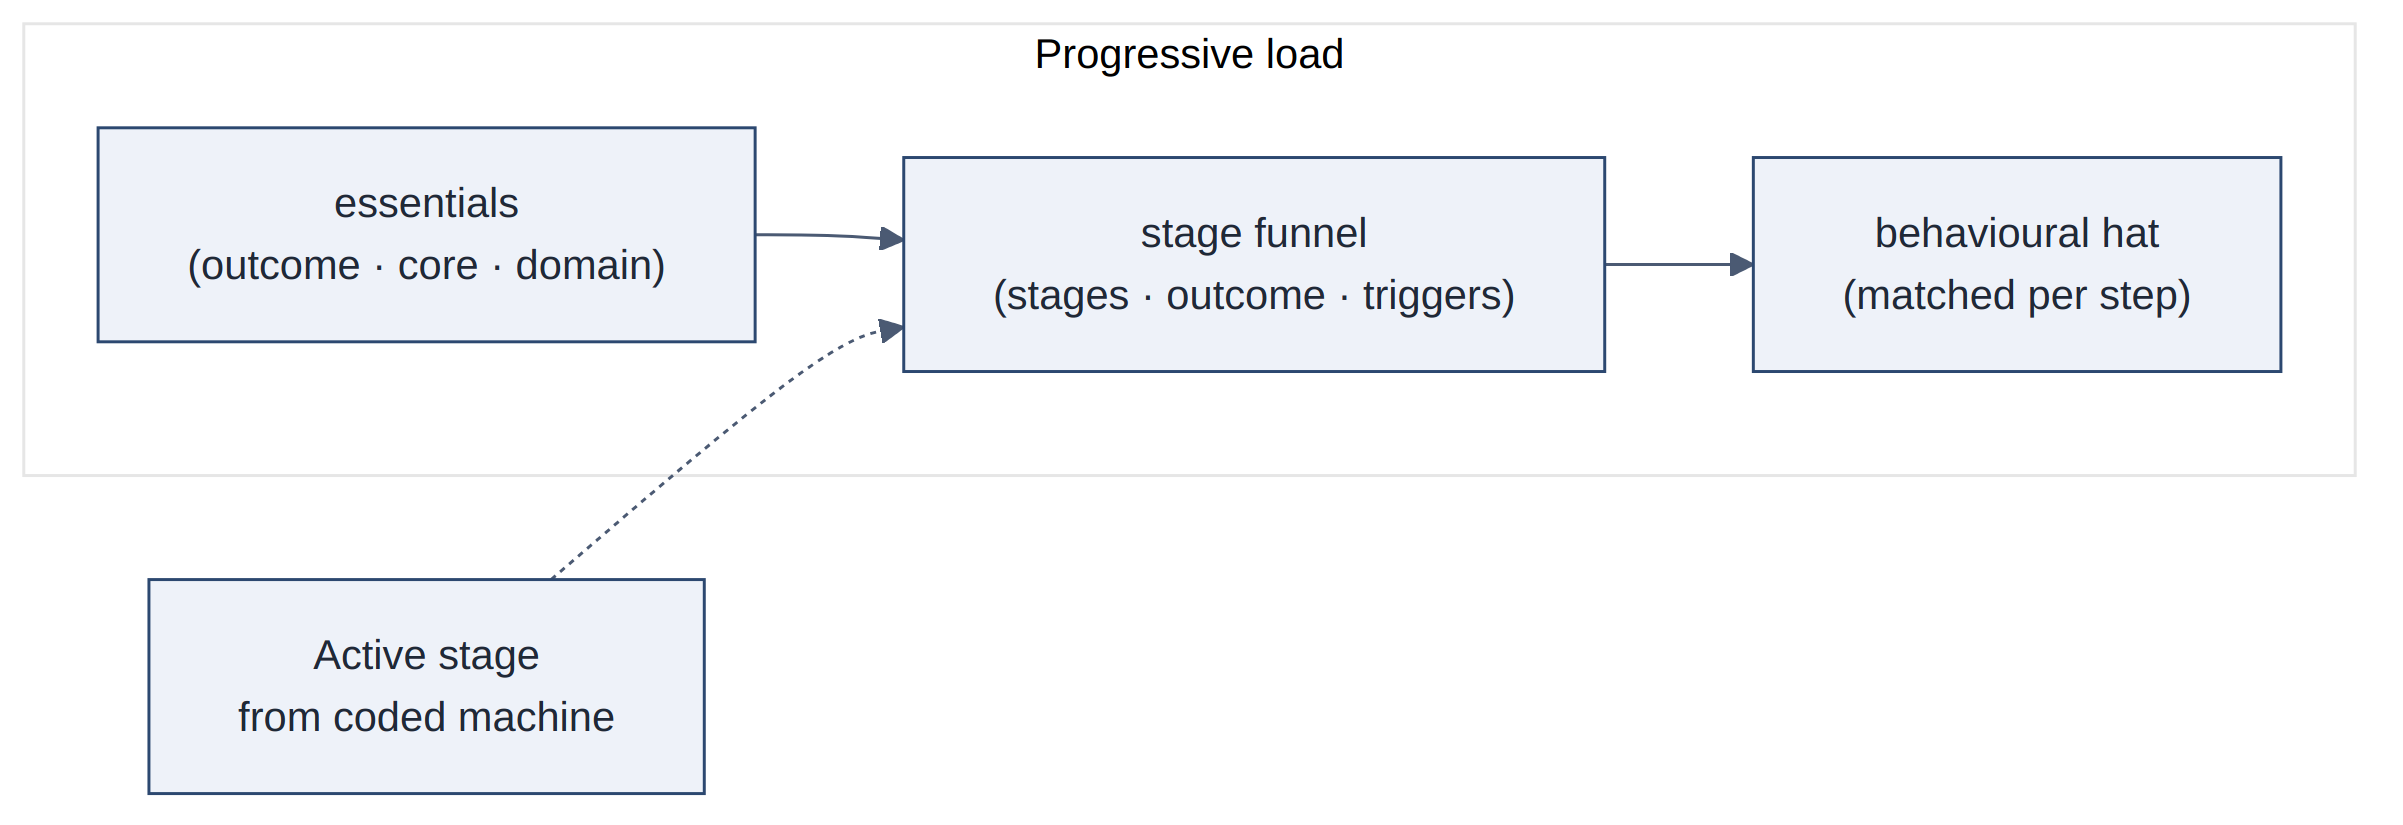 Progressive load
essentials
(outcome · core · domain)
stage funnel
(stages · outcome · triggers)
behavioural hat
(matched per step)
Active stage
from coded machine